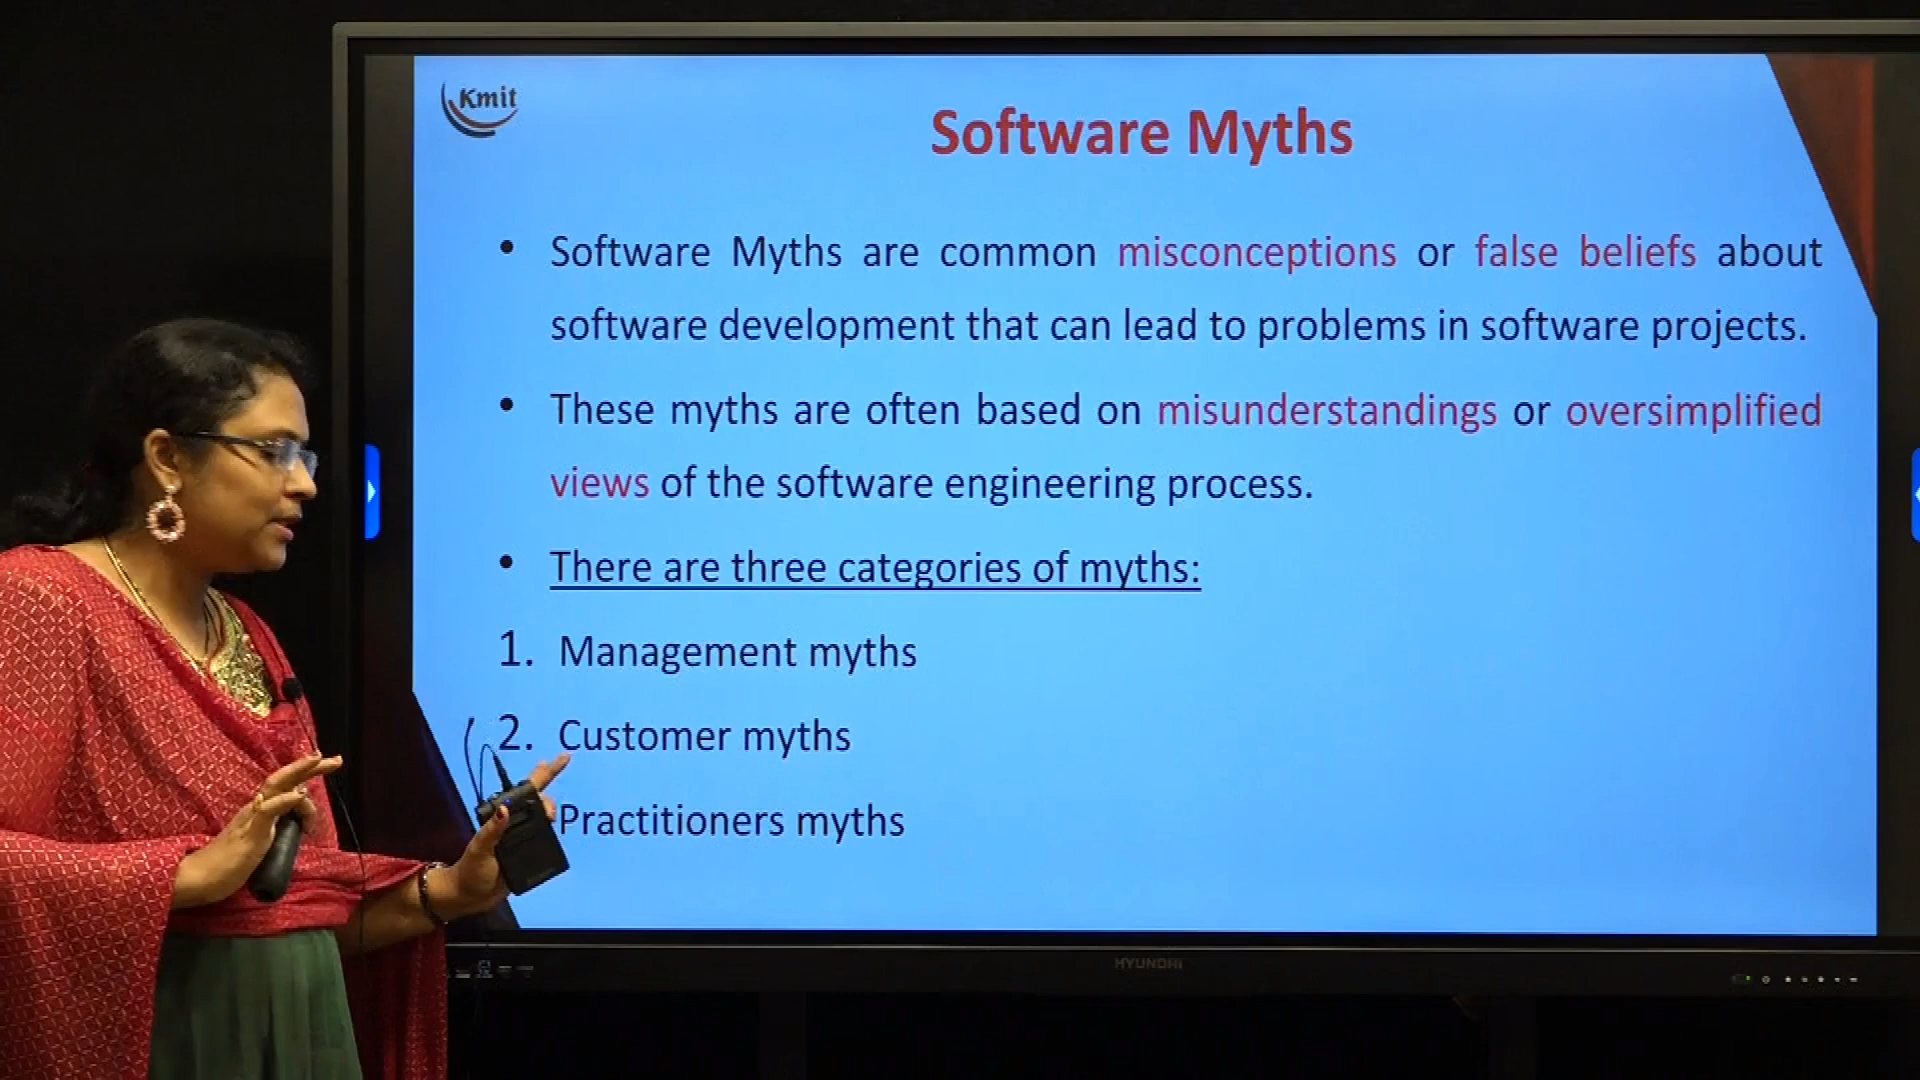 Kmit
Software Myths
• Software Myths are common misconceptions or false beliefs about
software development that can lead to problems in software projects.
• These myths are often based on misunderstandings or oversimplified
views of the software engineering process.
• There are three categories of myths:
1. Management myths
2. Customer myths
Practitioners myths
HYUNDAI